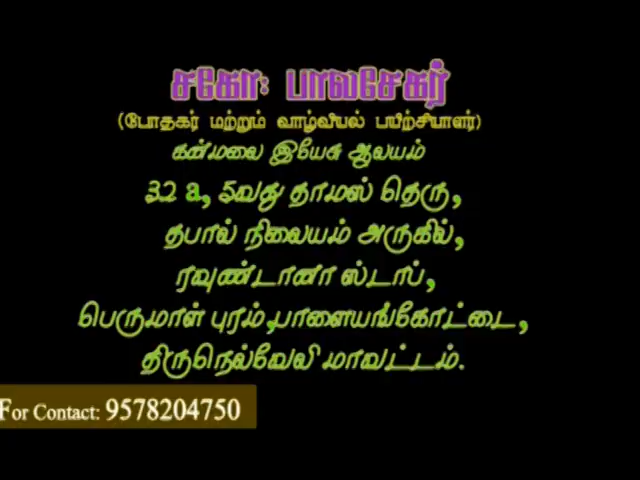 சகோ: பாலசேகர்
(போதகர் மற்றும் வாழ்வியல் பயிற்சியாளர்)
கன்மலை இயேசு ஆலயம்
32 a, 5வது தாமஸ் தெரு,
தபால் நிலையம் அருகில்,
ரவுண்டானா ஸ்டாப்,
பெருமாள் புரம்,பாளையங்கோட்டை,
திருநெல்வேலி மாவட்டம்.
For Contact: 9578204750